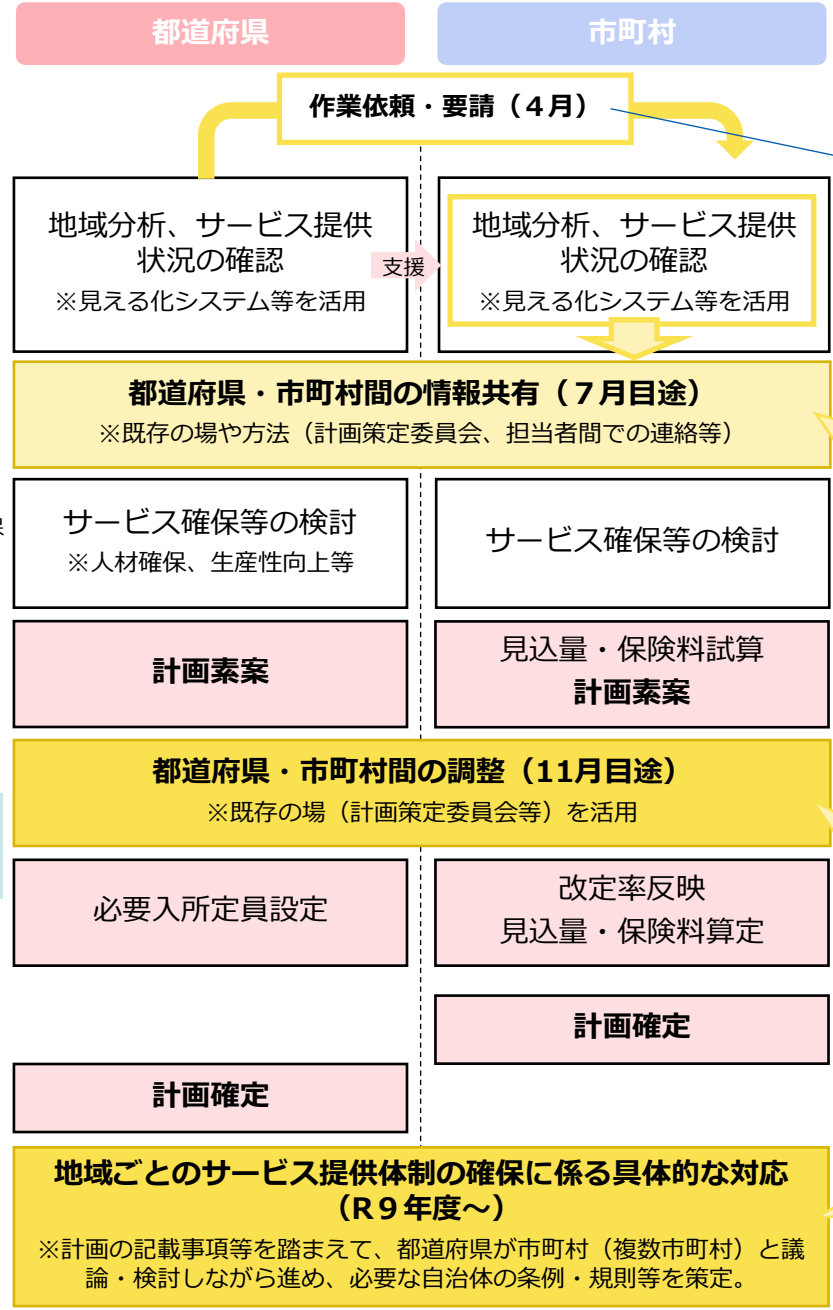 都道府県
市町村
作業依頼・要請（４月）
地域分析、サービス提供
状況の確認
※見える化システム等を活用
支援
地域分析、サービス提供
状況の確認
※見える化システム等を活用
都道府県・市町村間の情報共有（７月目途）
※既存の場や方法（計画策定委員会、担当者間での連絡等）
サービス確保等の検討
※人材確保、生産性向上等
サービス確保等の検討
計画素案
見込量・保険料試算
計画素案
都道府県・市町村間の調整（11月目途）
※既存の場（計画策定委員会等）を活用
必要入所定員設定
改定率反映
見込量・保険料算定
計画確定
計画確定
地域ごとのサービス提供体制の確保に係る具体的な対応
（R９年度～）
※計画の記載事項等を踏まえて、都道府県が市町村（複数市町村）と議
論・検討しながら進め、必要な自治体の条例・規則等を策定。